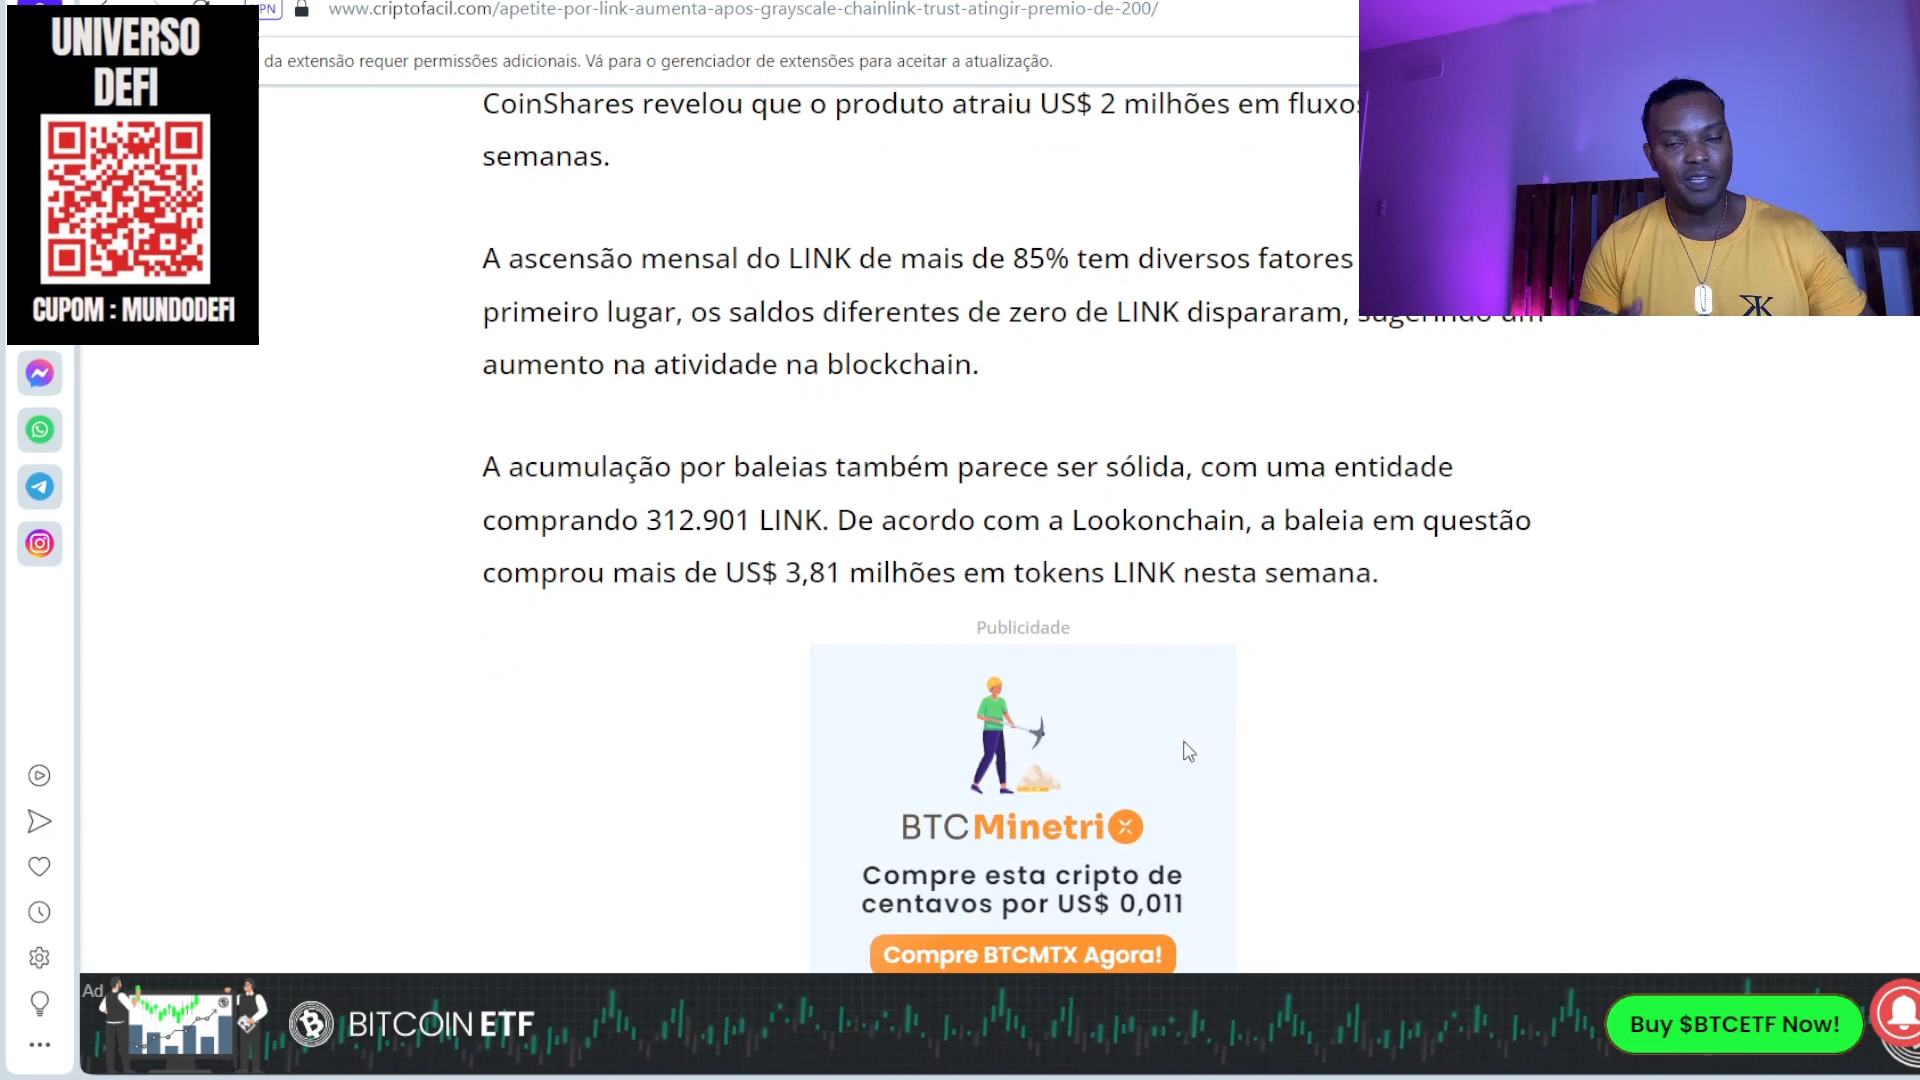 UNIVERSO
DEFI
CUPOM : MUNDODEFI
PN
www.criptofacil.com/apetite-por-link-aumenta-apos-grayscale-chainlink-trust-atingir-premio-de-200/
da extensão requer permissões adicionais. Vá para o gerenciador de extensões para aceitar a atualização.
CoinShares revelou que o produto atraiu US$ 2 milhões em fluxos
semanas.
A ascensão mensal do LINK de mais de 85% tem diversos fatores
primeiro lugar, os saldos diferentes de zero de LINK dispararam, sugerindo um
aumento na atividade na blockchain.
A acumulação por baleias também parece ser sólida, com uma entidade
comprando 312.901 LINK. De acordo com a Lookonchain, a baleia em questão
comprou mais de US$ 3,81 milhões em tokens LINK nesta semana.
Publicidade
BTCMinetrix
Compre esta cripto de
centavos por US$ 0,011
Compre BTCMTX Agora!
Ad
BITCOIN ETF
Buy $BTCETF Now!